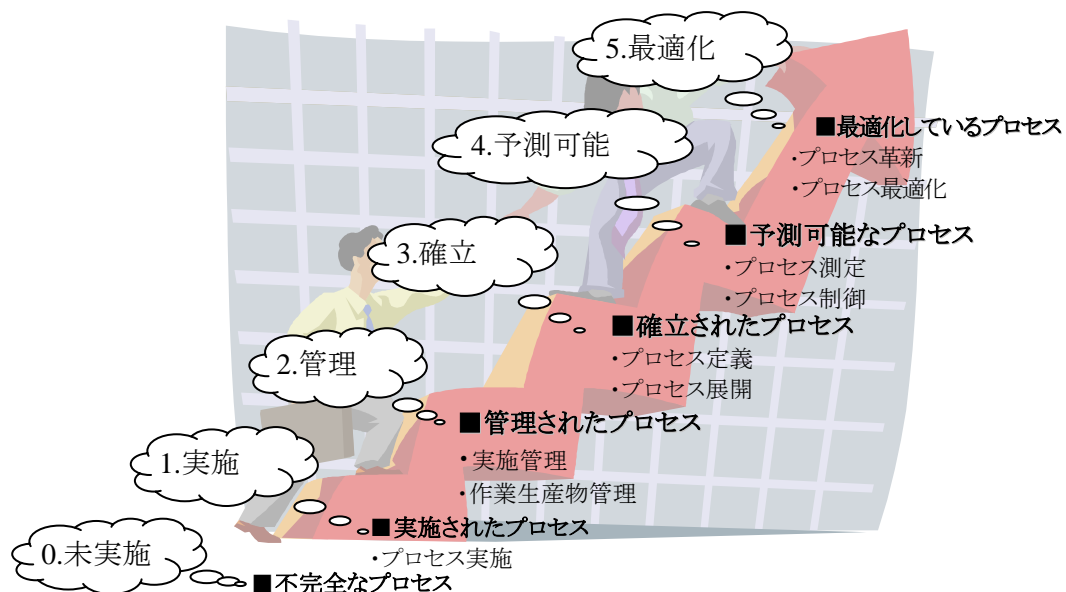 5.最適化
■最適化しているプロセス
・プロセス革新
・プロセス最適化
4.予測可能
■予測可能なプロセス
・プロセス測定
・プロセス制御
3.確立
■確立されたプロセス
・プロセス定義
・プロセス展開
2.管理
■管理されたプロセス
・実施管理
・作業生産物管理
1.実施
■実施されたプロセス
・プロセス実施
0.未実施
■不完全なプロセス